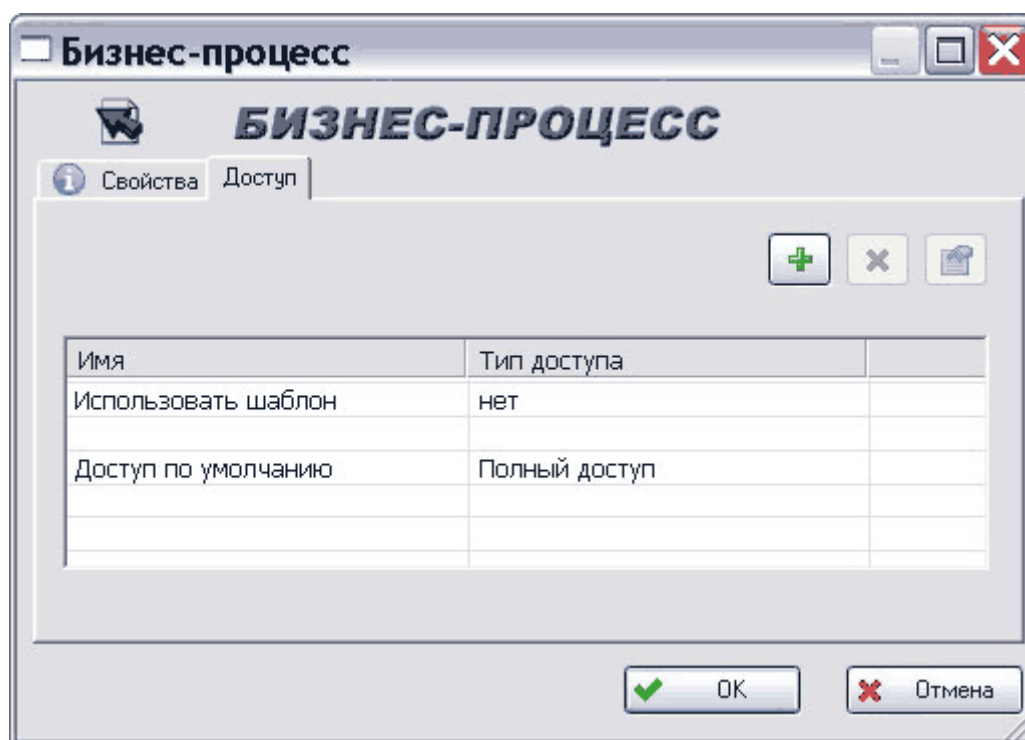 Бизнес-процесс
БИЗНЕС-ПРОЦЕСС
Свойства Доступ
Имя Тип доступа
Использовать шаблон нет
Доступ по умолчанию Полный доступ
OK Отмена